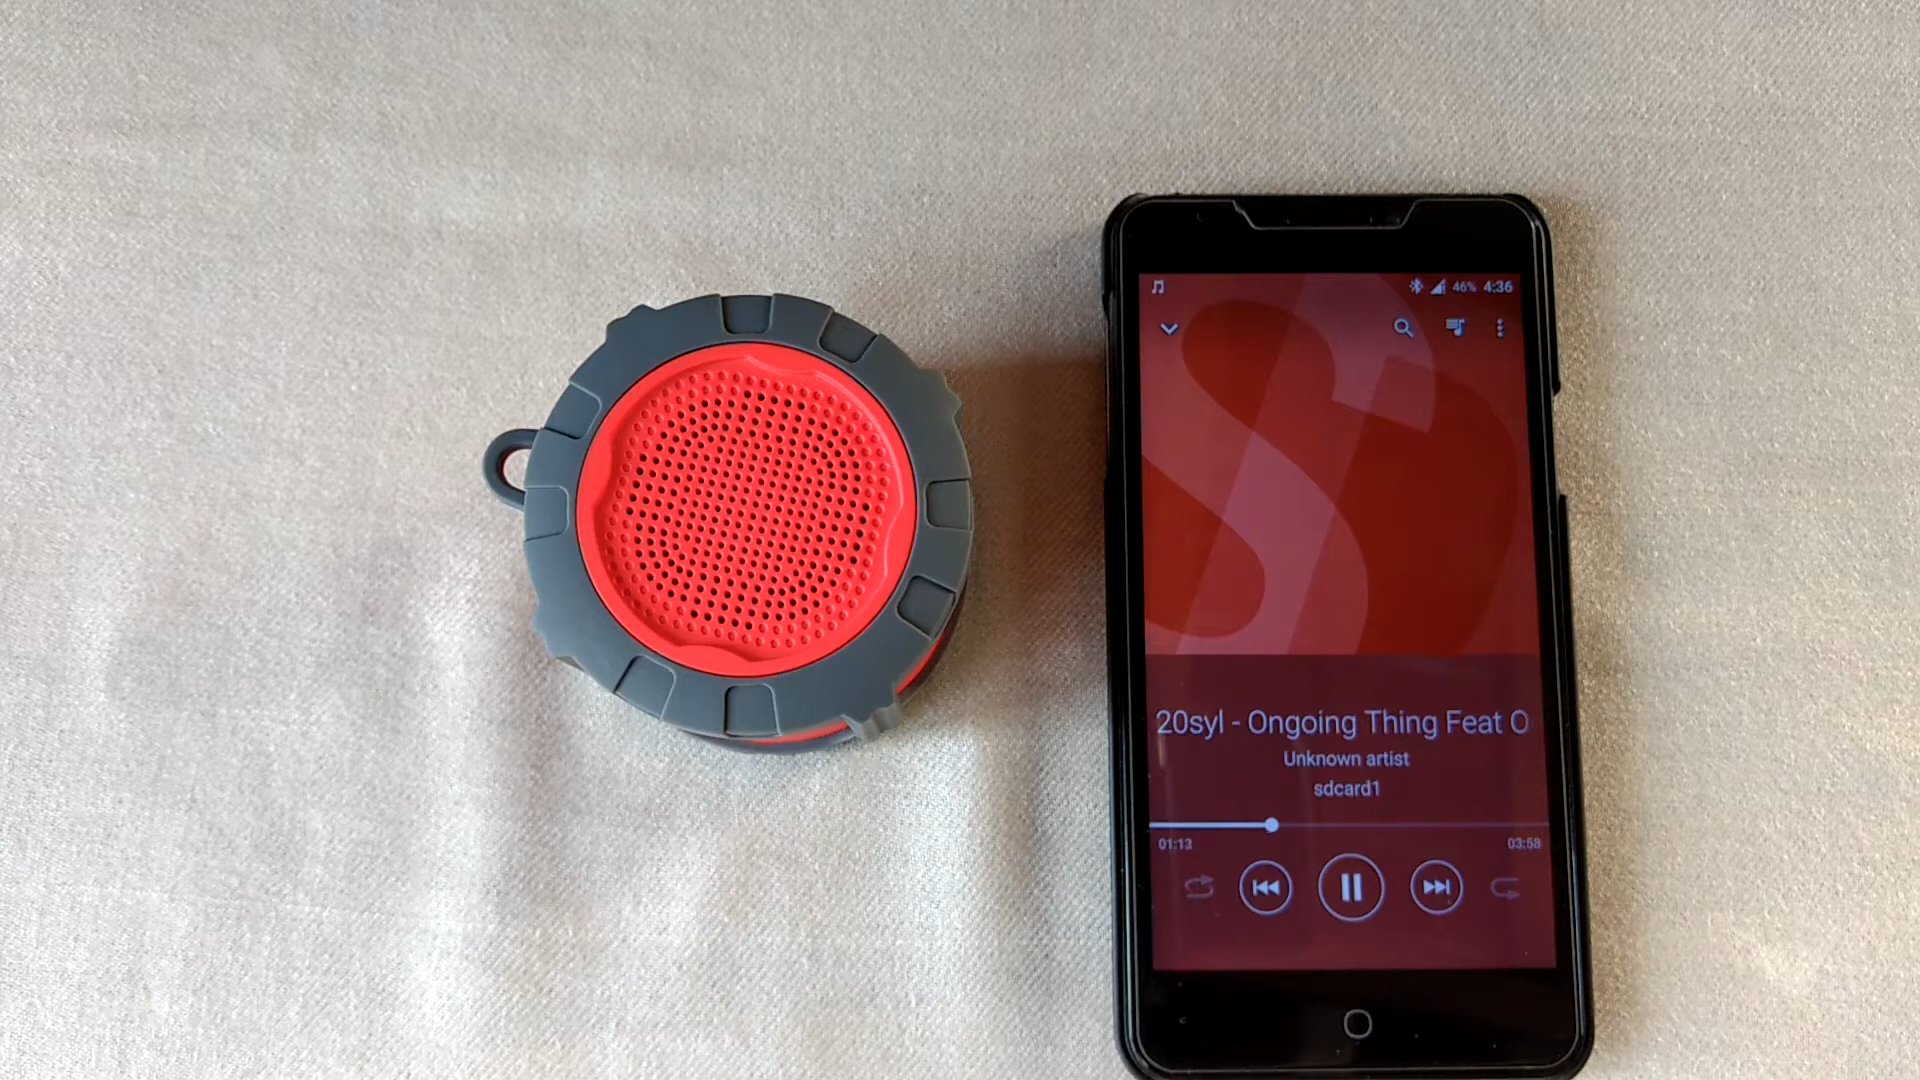 46% 4:36
20syl - Ongoing Thing Feat O
Unknown artist
sdcard1
01:13 03:58